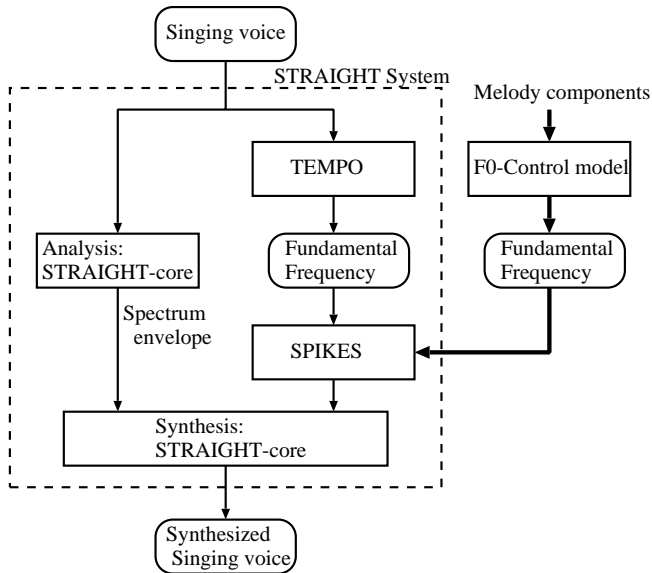 Singing voice
STRAIGHT System
Melody components
TEMPO
F0-Control model
Analysis:
STRAIGHT-core
Fundamental
Frequency
Fundamental
Frequency
Spectrum
envelope
SPIKES
Synthesis:
STRAIGHT-core
Synthesized
Singing voice